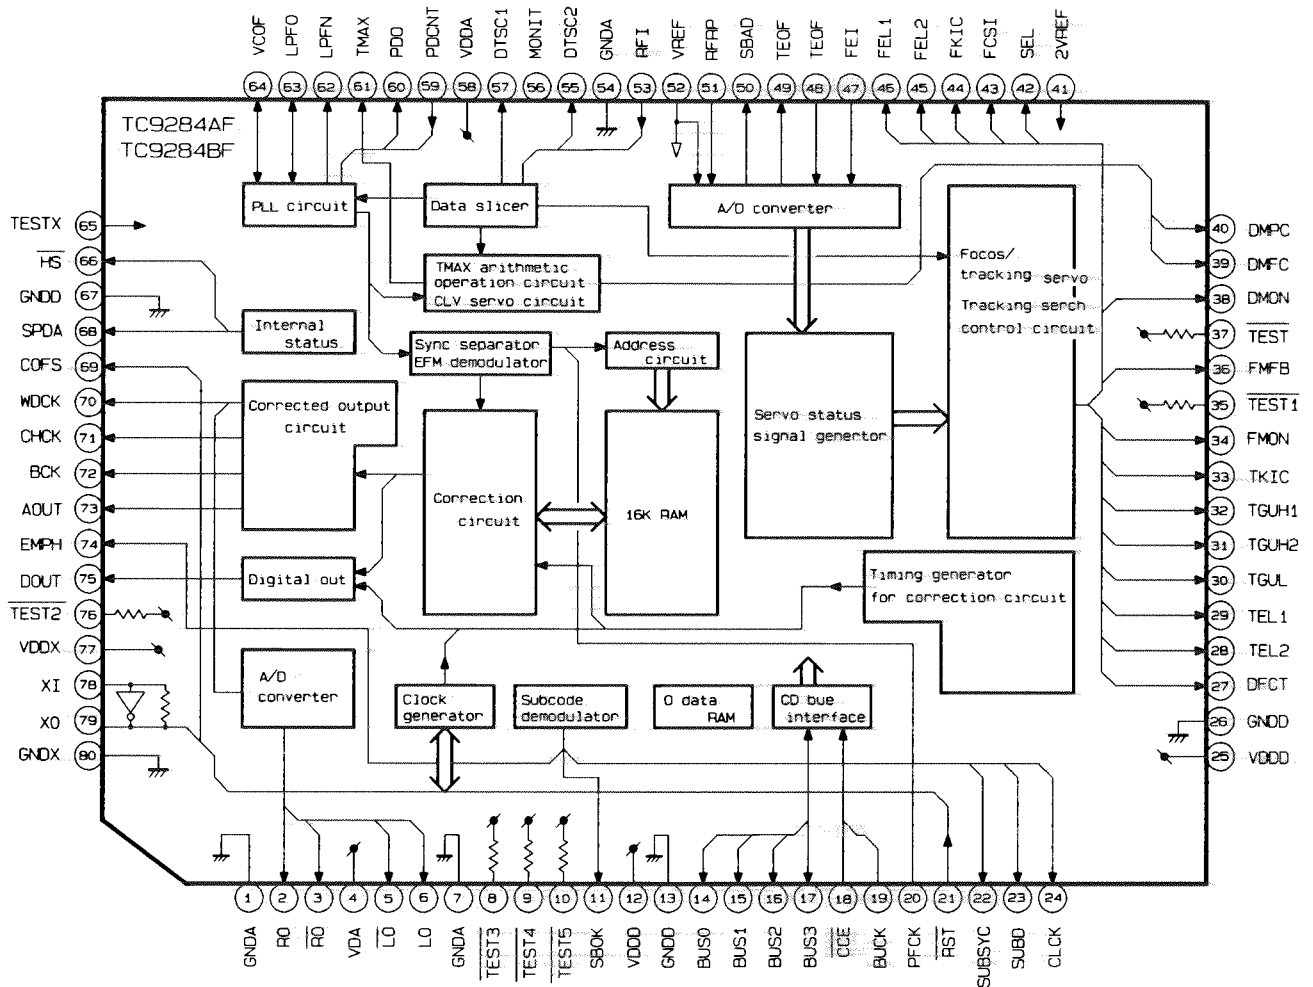 VCOF
LPFO
LPFN
TMAX
PDO
PDCNT
VDDA
DTSC1
MONIT
DTSC2
GNDA
RFI
VREF
RFRP
SBAD
TEOF
TEOF
FEI
FEL1
FEL2
FKIC
FCSI
SEL
2VREF
64
63
62
61
60
59
58
57
56
55
54
53
52
51
50
49
48
47
46
45
44
43
42
41
TC9284AF
TC9284BF
PLL circuit
Data slicer
A/D converter
TMAX arithmetic
operation circuit
CLV servo circuit
Focos/
tracking servo
Tracking serch
control circuit
Internal
status
Sync separator
EFM demodulator
Address
circuit
Corrected output
circuit
Correction
circuit
16K RAM
Servo status
signal genertor
Digital out
Timing generator
for correction circuit
A/D
converter
Clock
generator
Subcode
demodulator
O data
RAM
CD bue
interface
TESTX 65
HS 66
GNDD 67
SPDA 68
COFS 69
WDCK 70
CHCK 71
BCK 72
AOUT 73
EMPH 74
DOUT 75
TEST2 76
VDDX 77
XI 78
XO 79
GNDX 80
40 DMPC
39 DMFC
38 DMON
37 TEST
36 FMFB
35 TEST1
34 FMON
33 TKIC
32 TGUH1
31 TGUH2
30 TGUL
29 TEL1
28 TEL2
27 DFCT
26 GNDD
25 VDDD
1
2
3
4
5
6
7
8
9
10
11
12
13
14
15
16
17
18
19
20
21
22
23
24
GNDA
RO
RO
VDA
LO
LO
GNDA
TEST3
TEST4
TEST5
SBOK
VDDD
GNDD
BUS0
BUS1
BUS2
BUS3
CCE
BUCK
PFCK
RST
SUBSYC
SUBD
CLCK